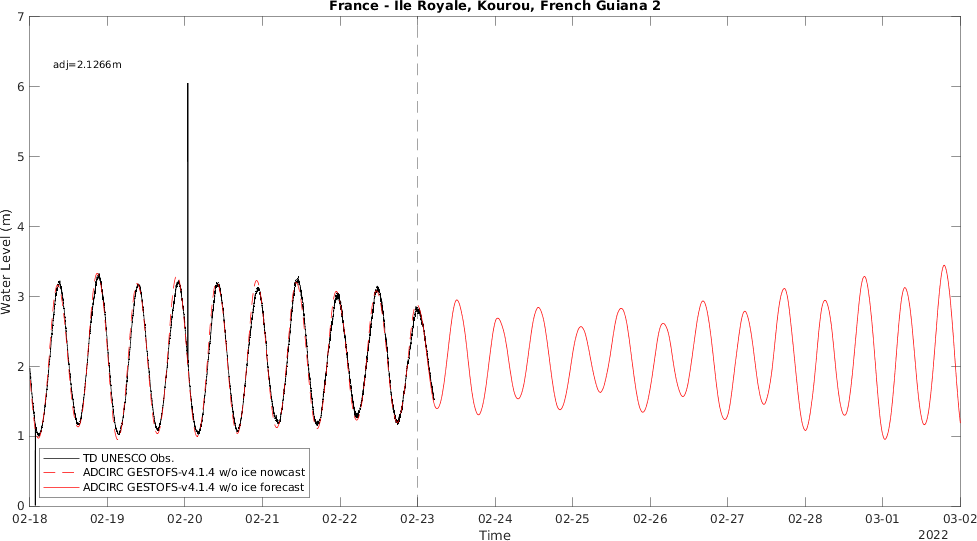 France - Ile Royale, Kourou, French Guiana 2
7
adj=2.1266m
6
5
4
Water Level (m)
3
2
1
TD UNESCO Obs.
ADCIRC GESTOFS-v4.1.4 w/o ice nowcast
ADCIRC GESTOFS-v4.1.4 w/o ice forecast
0
02-18 02-19 02-20 02-21 02-22 02-23 02-24 02-25 02-26 02-27 02-28 03-01 03-02
Time
2022